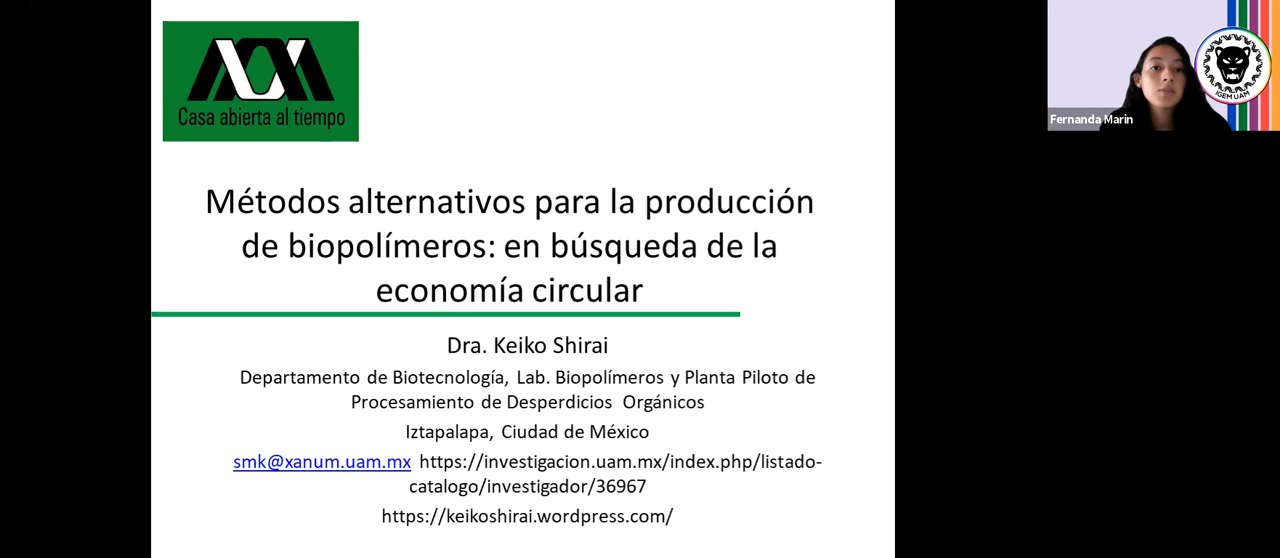 Casa abierta al tiempo
iGEM UAM
Fernanda Marin
Métodos alternativos para la producción
de biopolímeros: en búsqueda de la
economía circular
Dra. Keiko Shirai
Departamento de Biotecnología, Lab. Biopolímeros y Planta Piloto de
Procesamiento de Desperdicios Orgánicos
Iztapalapa, Ciudad de México
smk@xanum.uam.mx https://investigacion.uam.mx/index.php/listado-
catalogo/investigador/36967
https://keikoshirai.wordpress.com/